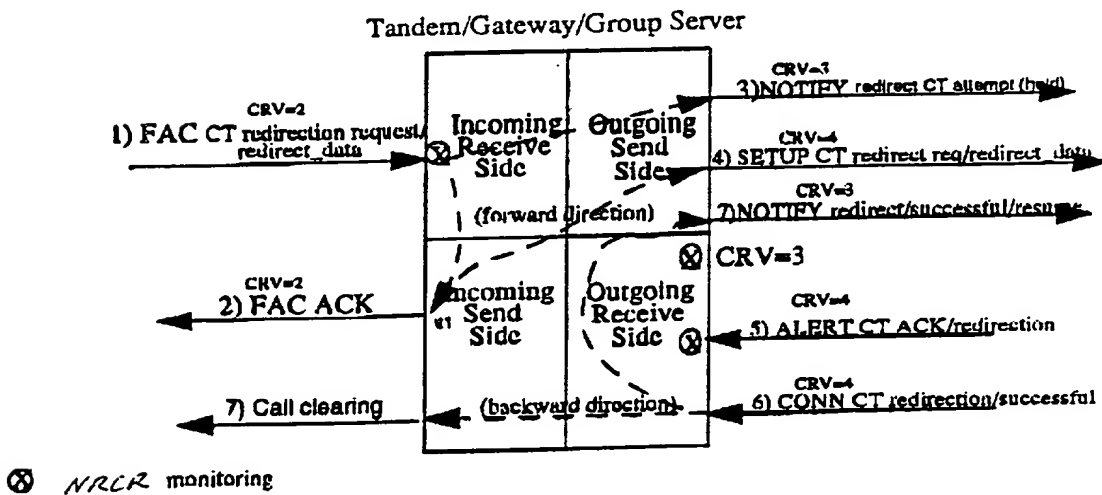 Tandem/Gateway/Group Server
CRV=2
1) FAC CT redirection request/
redirect_data
Incoming
Receive
Side
Outgoing
Send
Side
CRV=3
3)NOTIFY redirect CT attempt (held)
CRV=4
4) SETUP CT redirect req/redirect_data
CRV=3
7)NOTIFY redirect/successful/resume
(forward direction)
CRV=3
CRV=2
2) FAC ACK
Incoming
Send
Side
Outgoing
Receive
Side
CRV=4
5) ALERT CT ACK/redirection
CRV=4
6) CONN CT redirection/successful
7) Call clearing
(backward direction)
NRCR monitoring